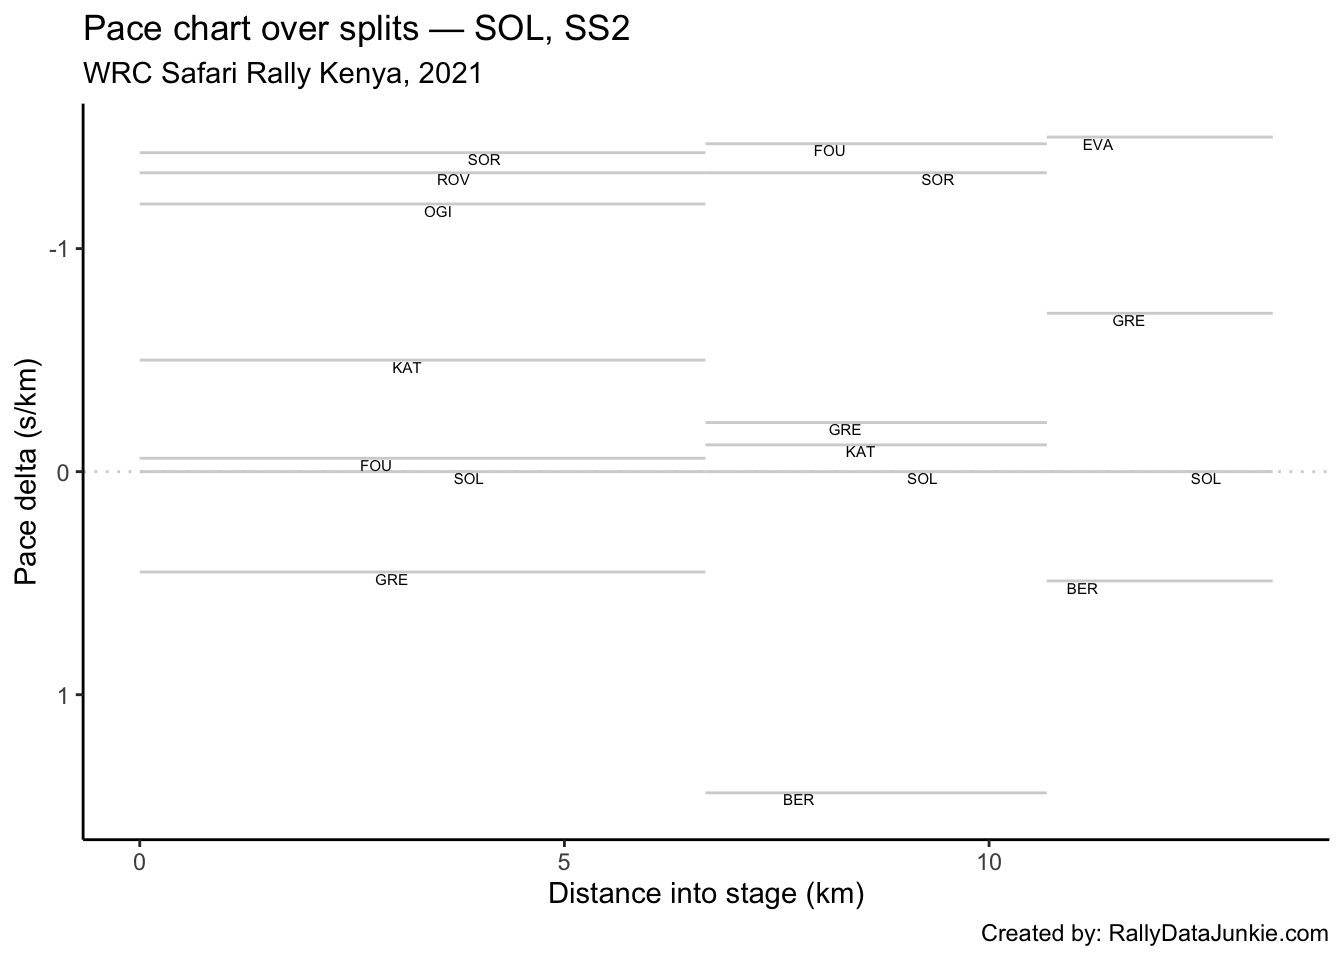 Pace chart over splits — SOL, SS2
WRC Safari Rally Kenya, 2021
EVA
FOU
SOR
ROV
SOR
OGI
-1
GRE
KAT
GRE
KAT
FOU
0
SOL
SOL
SOL
GRE
BER
1
BER
Pace delta (s/km)
0
5
10
Distance into stage (km)
Created by: RallyDataJunkie.com